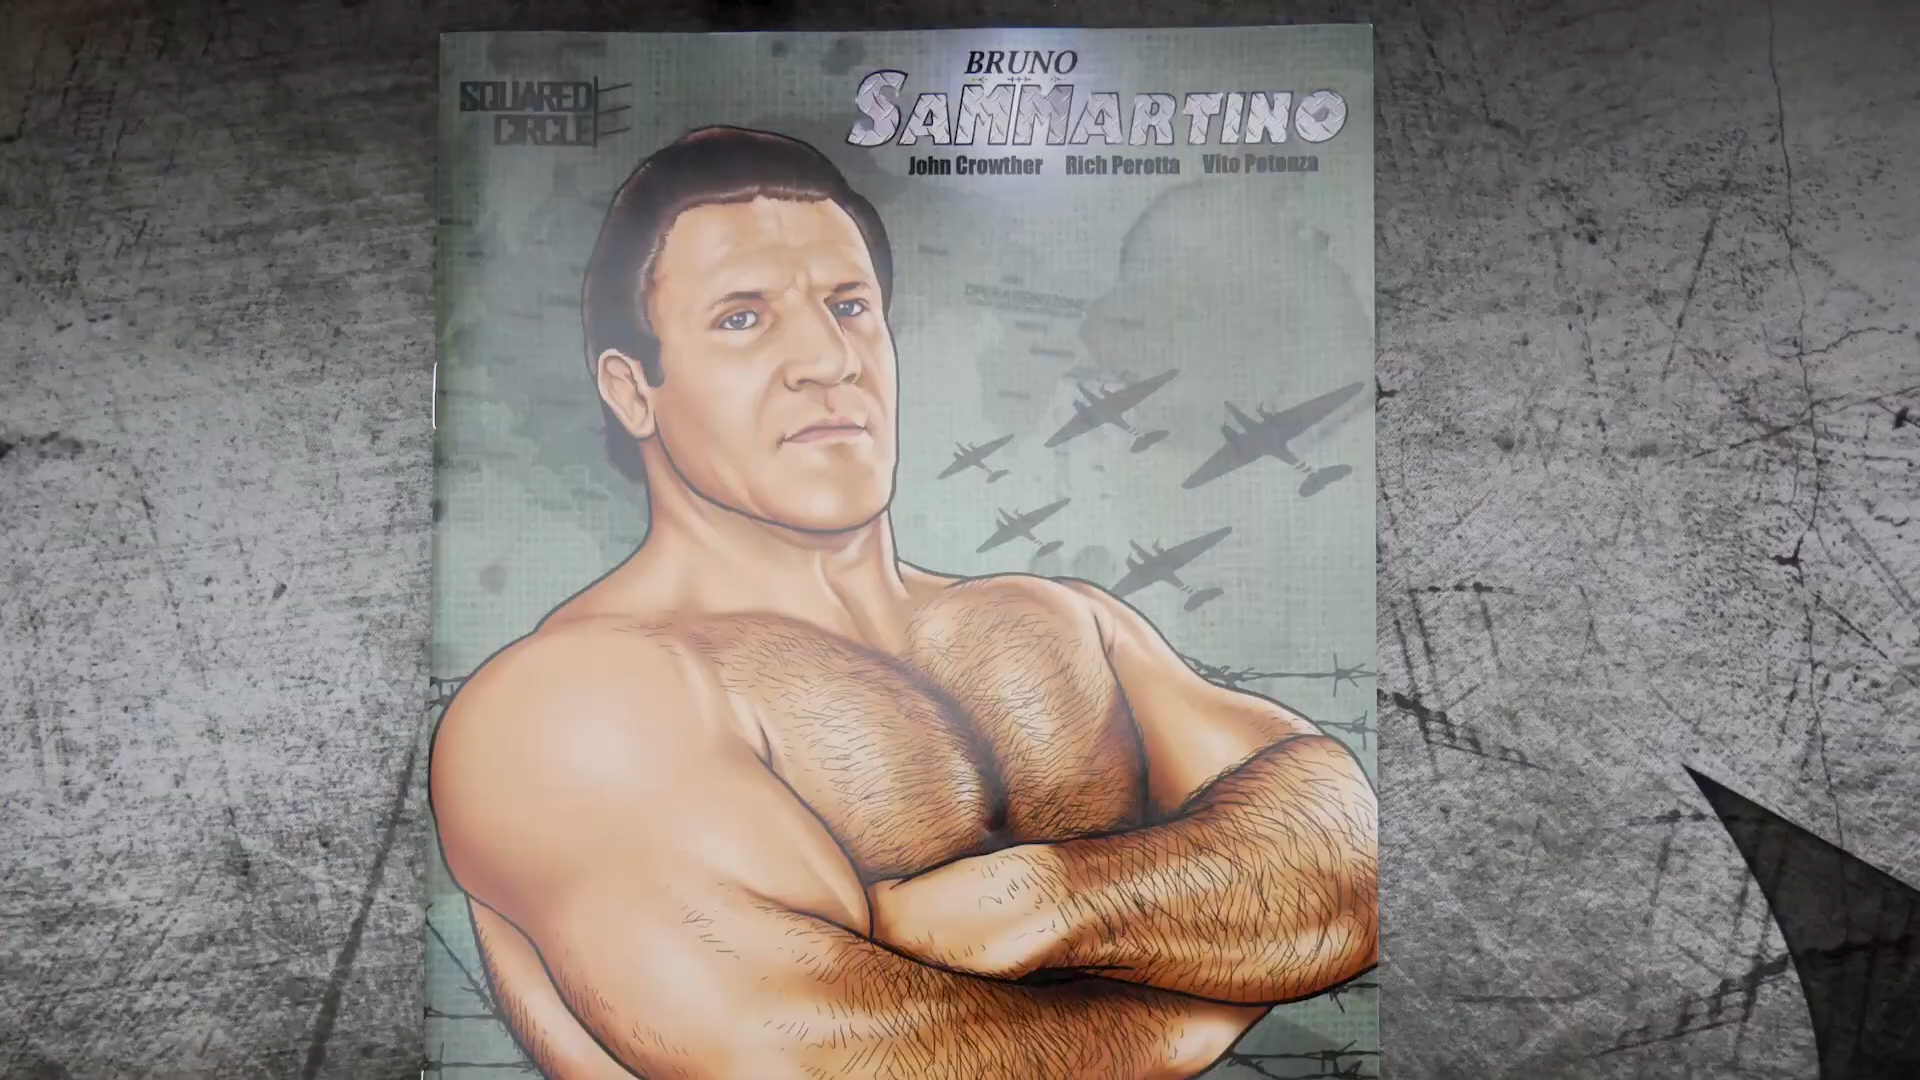 SQUARED
CIRCLE
BRUNO
SAMMARTINO
John Crowther Rich Perotta Vito Potenza